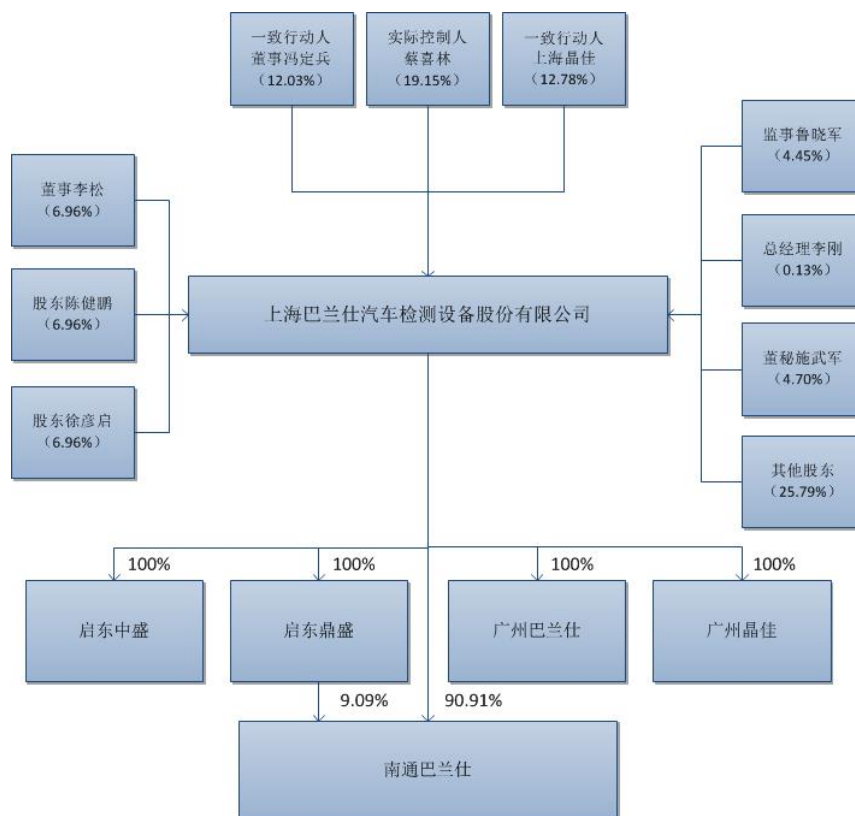 一致行动人
董事冯定兵
（12.03%）
实际控制人
蔡喜林
（19.15%）
一致行动人
上海晶佳
（12.78%）
监事鲁晓军
（4.45%）
董事李松
（6.96%）
总经理李刚
（0.13%）
股东陈健鹏
（6.96%）
上海巴兰仕汽车检测设备股份有限公司
董秘施武军
（4.70%）
股东徐彦启
（6.96%）
其他股东
（25.79%）
100%
100%
100%
100%
启东中盛
启东鼎盛
广州巴兰仕
广州晶佳
9.09%
90.91%
南通巴兰仕